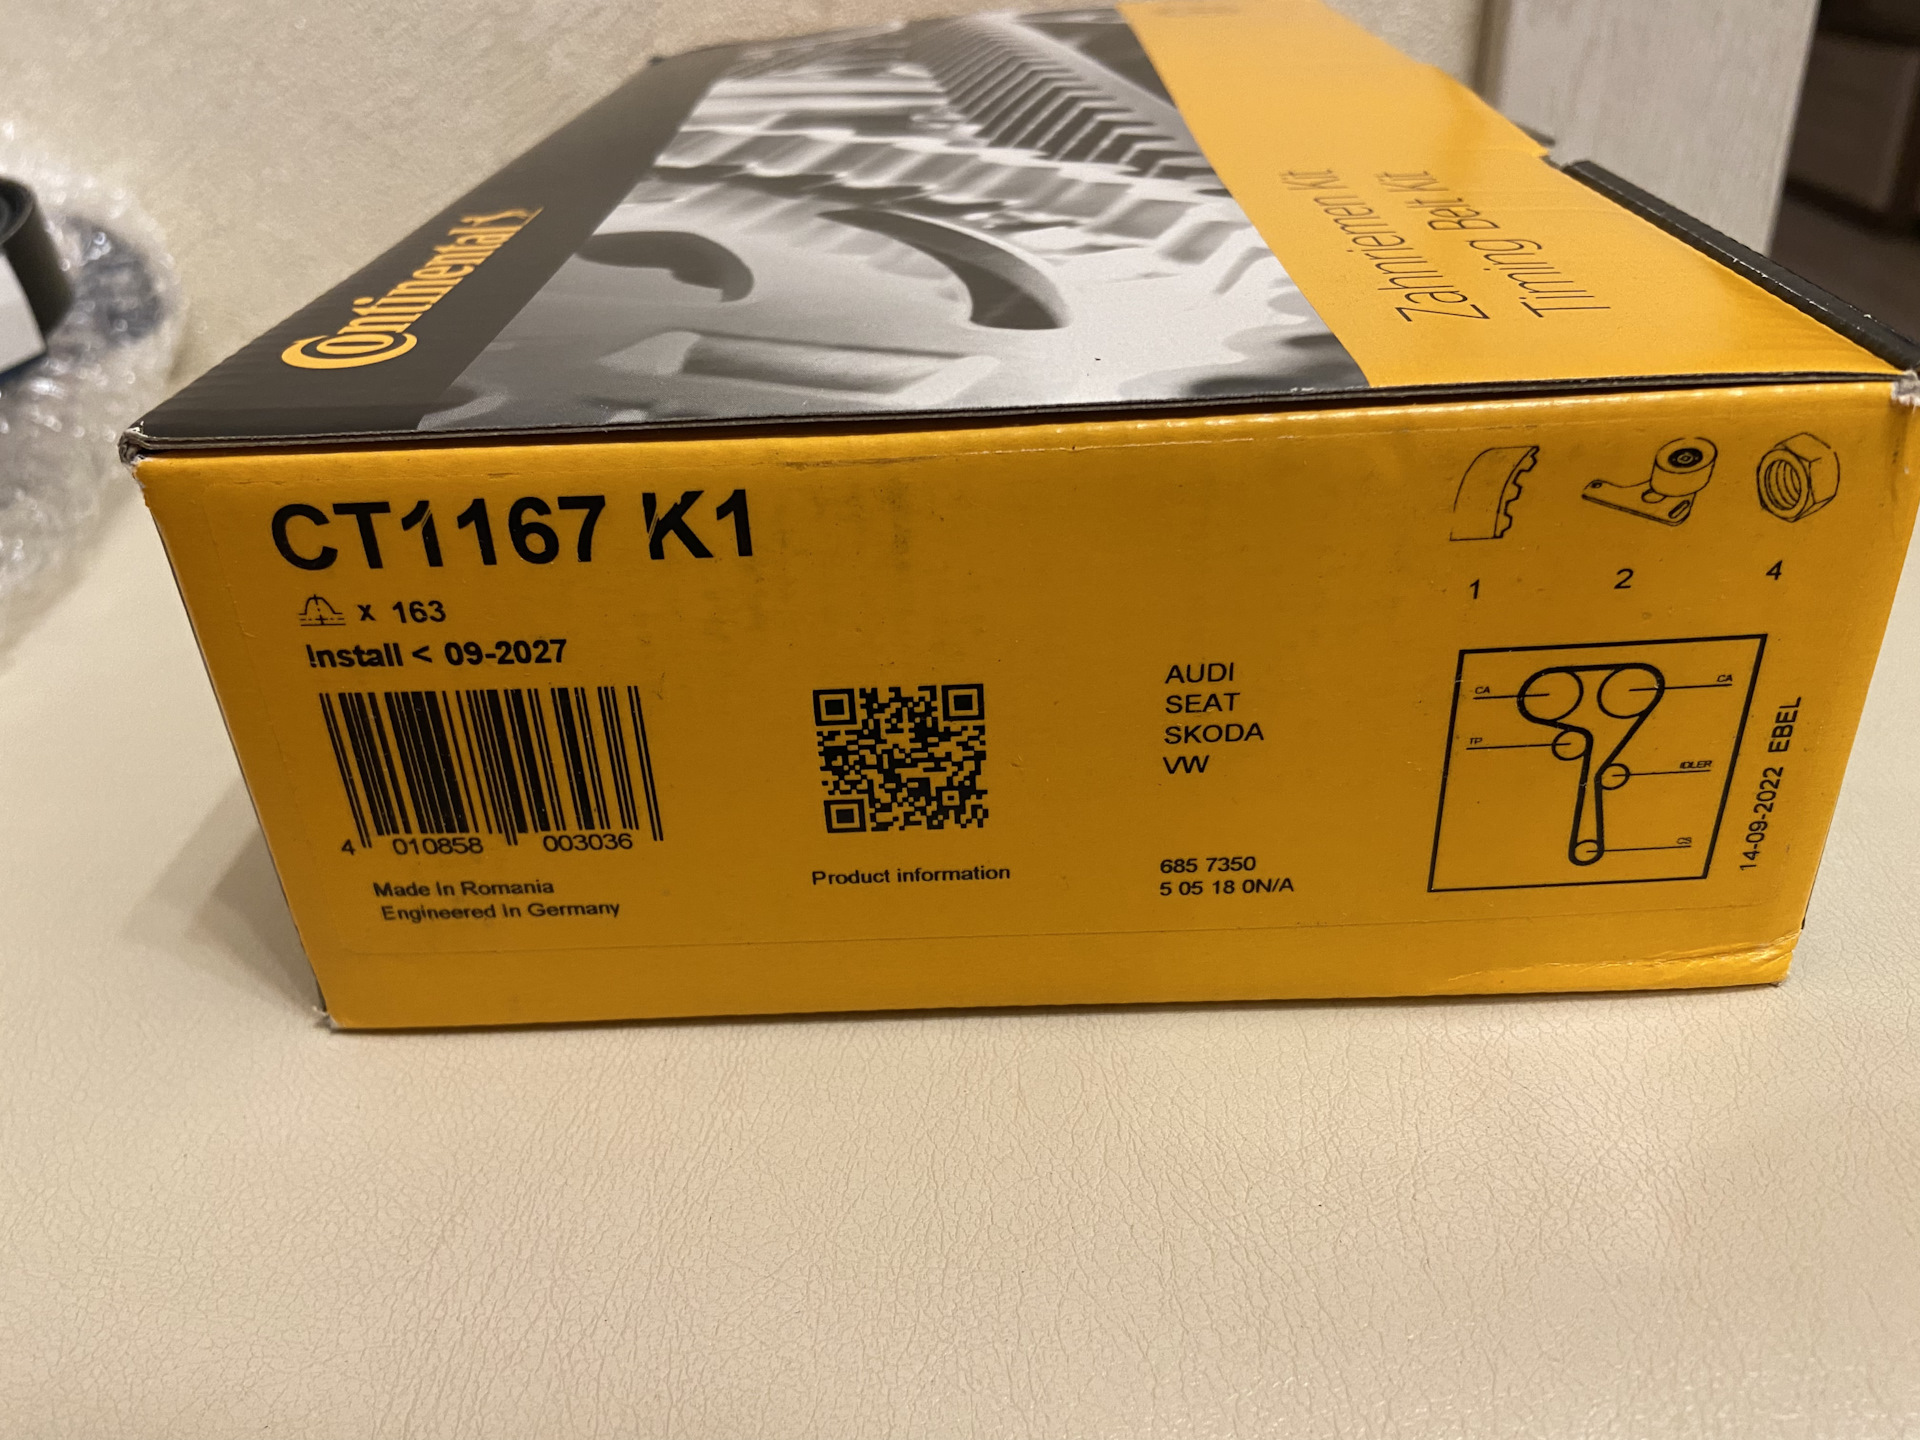 Continental
Zahnriemen Kit
Timing Belt Kit
CT1167 K1
x 163
Install < 09-2027
4 010858 003036
Made In Romania
Engineered In Germany
Product information
AUDI
SEAT
SKODA
VW
685 7350
5 05 18 0N/A
1 2 4
CA CA
TP
IDLER
CS
14-09-2022 EBEL